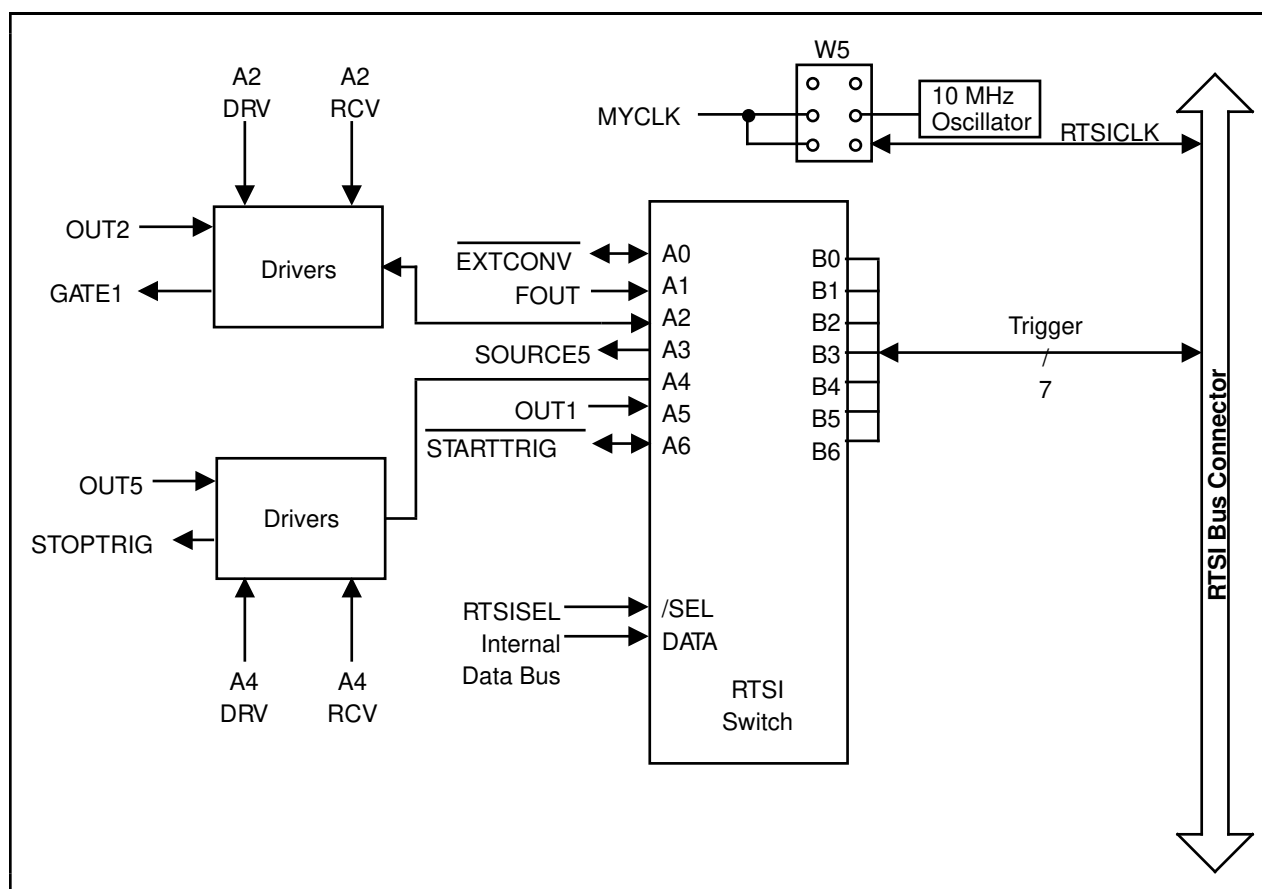 W5
A2
DRV
A2
RCV
10 MHz
Oscillator
MYCLK
RTSICLK
OUT2
GATE1
Drivers
EXTCONV
FOUT
SOURCE5
OUT1
STARTTRIG
A0
A1
A2
A3
A4
A5
A6
B0
B1
B2
B3
B4
B5
B6
Trigger
/
7
RTSI Bus Connector
OUT5
STOPTRIG
Drivers
A4
DRV
A4
RCV
RTSISEL
Internal
Data Bus
/SEL
DATA
RTSI
Switch